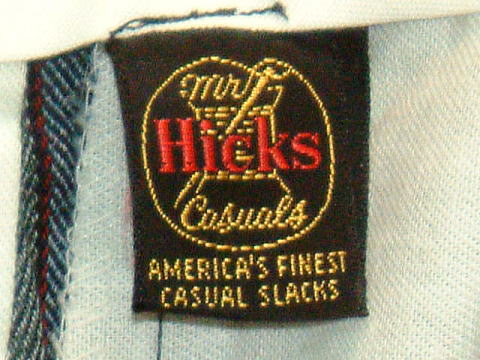 Mr
Hicks
Casuals
AMERICA'S FINEST
CASUAL SLACKS